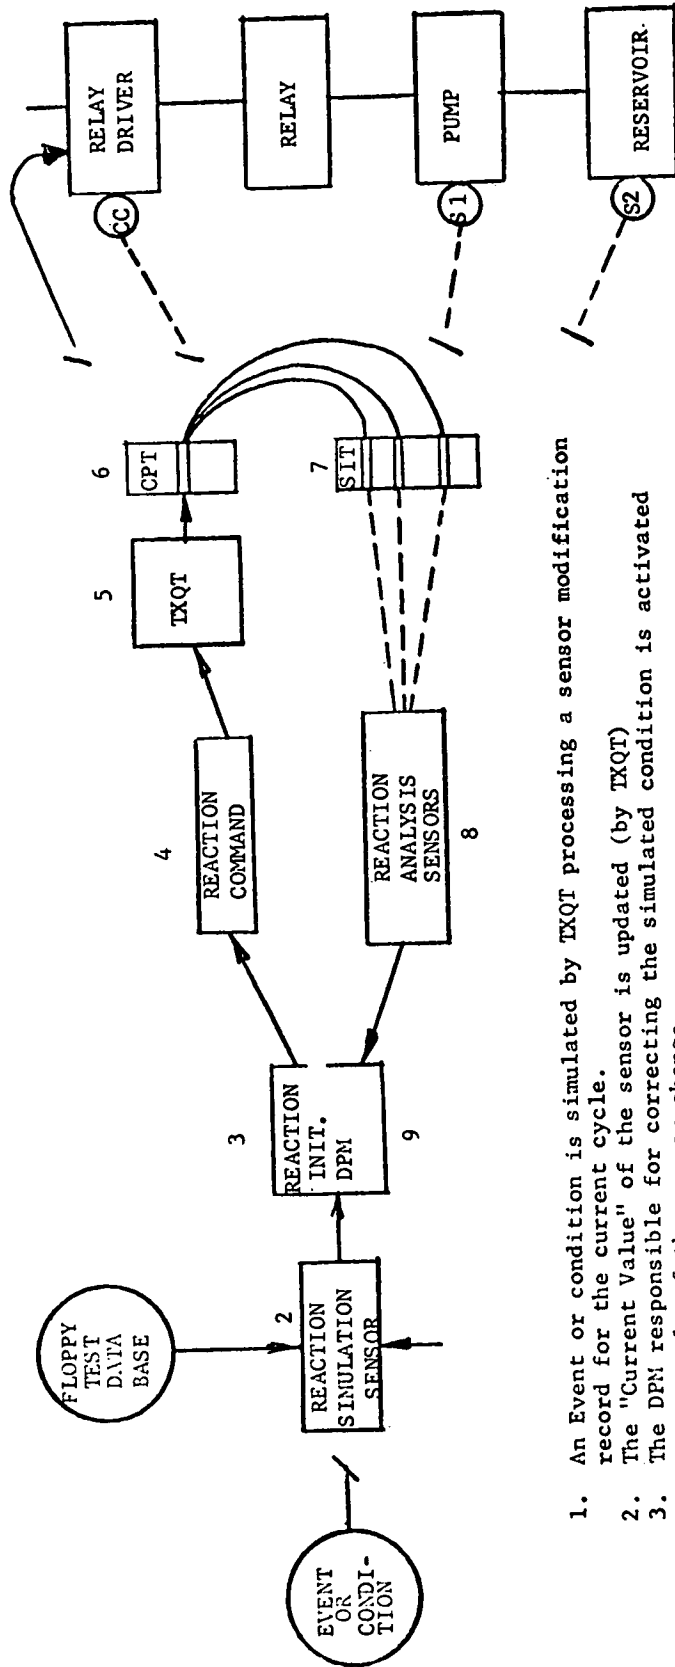 EVENT
OR
CONDI-
TION
FLOPPY
TEST
DATA
BASE
2
REACTION
SIMULATION
SENSOR
3
REACTION
INIT.
DPM
9
4
REACTION
COMMAND
5
TXQT
6
CPT
7
SIT
REACTION
ANALYSIS
SENSORS
8
RELAY
DRIVER
CC
RELAY
PUMP
S1
RESERVOIR
S2
1. An Event or condition is simulated by TXQT processing a sensor modification
record for the current cycle.
2. The "Current Value" of the sensor is updated (by TXQT)
3. The DPM responsible for correcting the simulated condition is activated